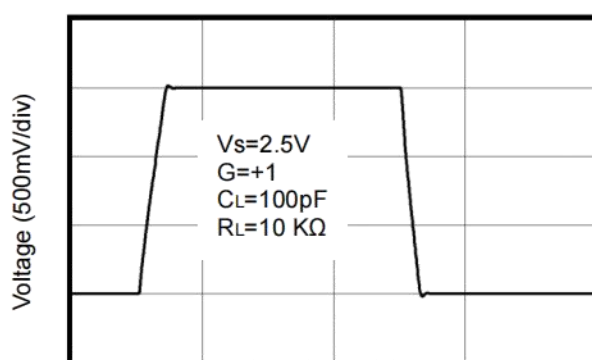 Voltage (500mV/div)
Vs=2.5V
G=+1
CL=100pF
RL=10 KΩ